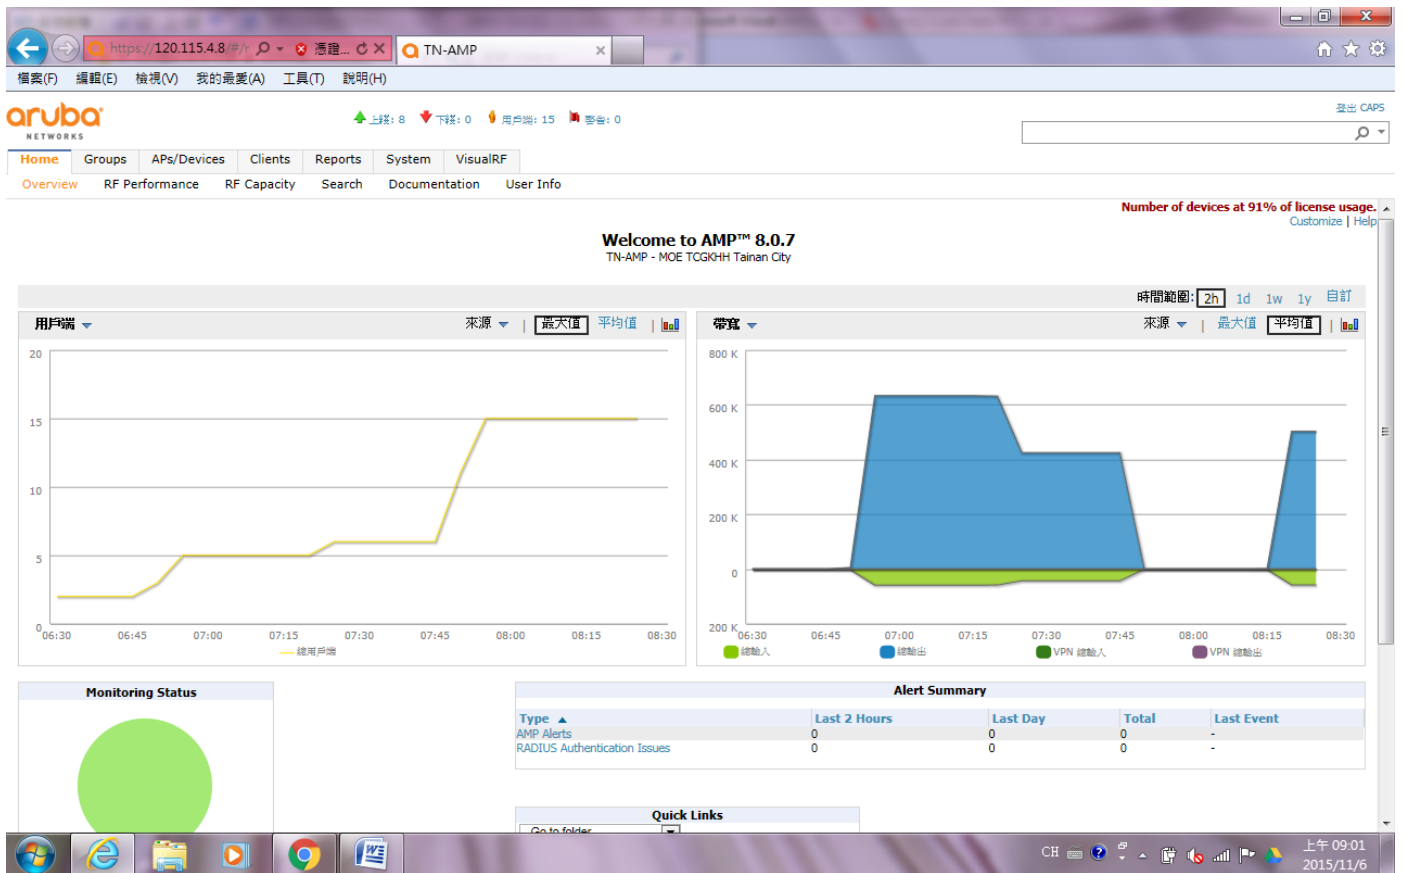 https://120.115.4.8/#/r
憑證...
TN-AMP
檔案(F) 編輯(E) 檢視(V) 我的最愛(A) 工具(T) 說明(H)
aruba
NETWORKS
上綫: 8 下綫: 0 用戶端: 15 警告: 0
登出 CAPS
Home Groups APs/Devices Clients Reports System VisualRF
Overview RF Performance RF Capacity Search Documentation User Info
Number of devices at 91% of license usage.
Customize | Help
Welcome to AMP™ 8.0.7
TN-AMP - MOE TCGKHH Tainan City
時間範圍: 2h 1d 1w 1y 自訂
用戶端 來源 | 最大值 平均值 |
20
15
10
5
0
06:30 06:45 07:00 07:15 07:30 07:45 08:00 08:15 08:30
總用戶端
帶寬 來源 | 最大值 平均值 |
800 K
600 K
400 K
200 K
0
200 K
06:30 06:45 07:00 07:15 07:30 07:45 08:00 08:15 08:30
總輸入 總輸出 VPN 總輸入 VPN 總輸出
Monitoring Status
Alert Summary
Type Last 2 Hours Last Day Total Last Event
AMP Alerts 0 0 0 -
RADIUS Authentication Issues 0 0 0 -
Quick Links
Go to folder
CH
上午 09:01
2015/11/6